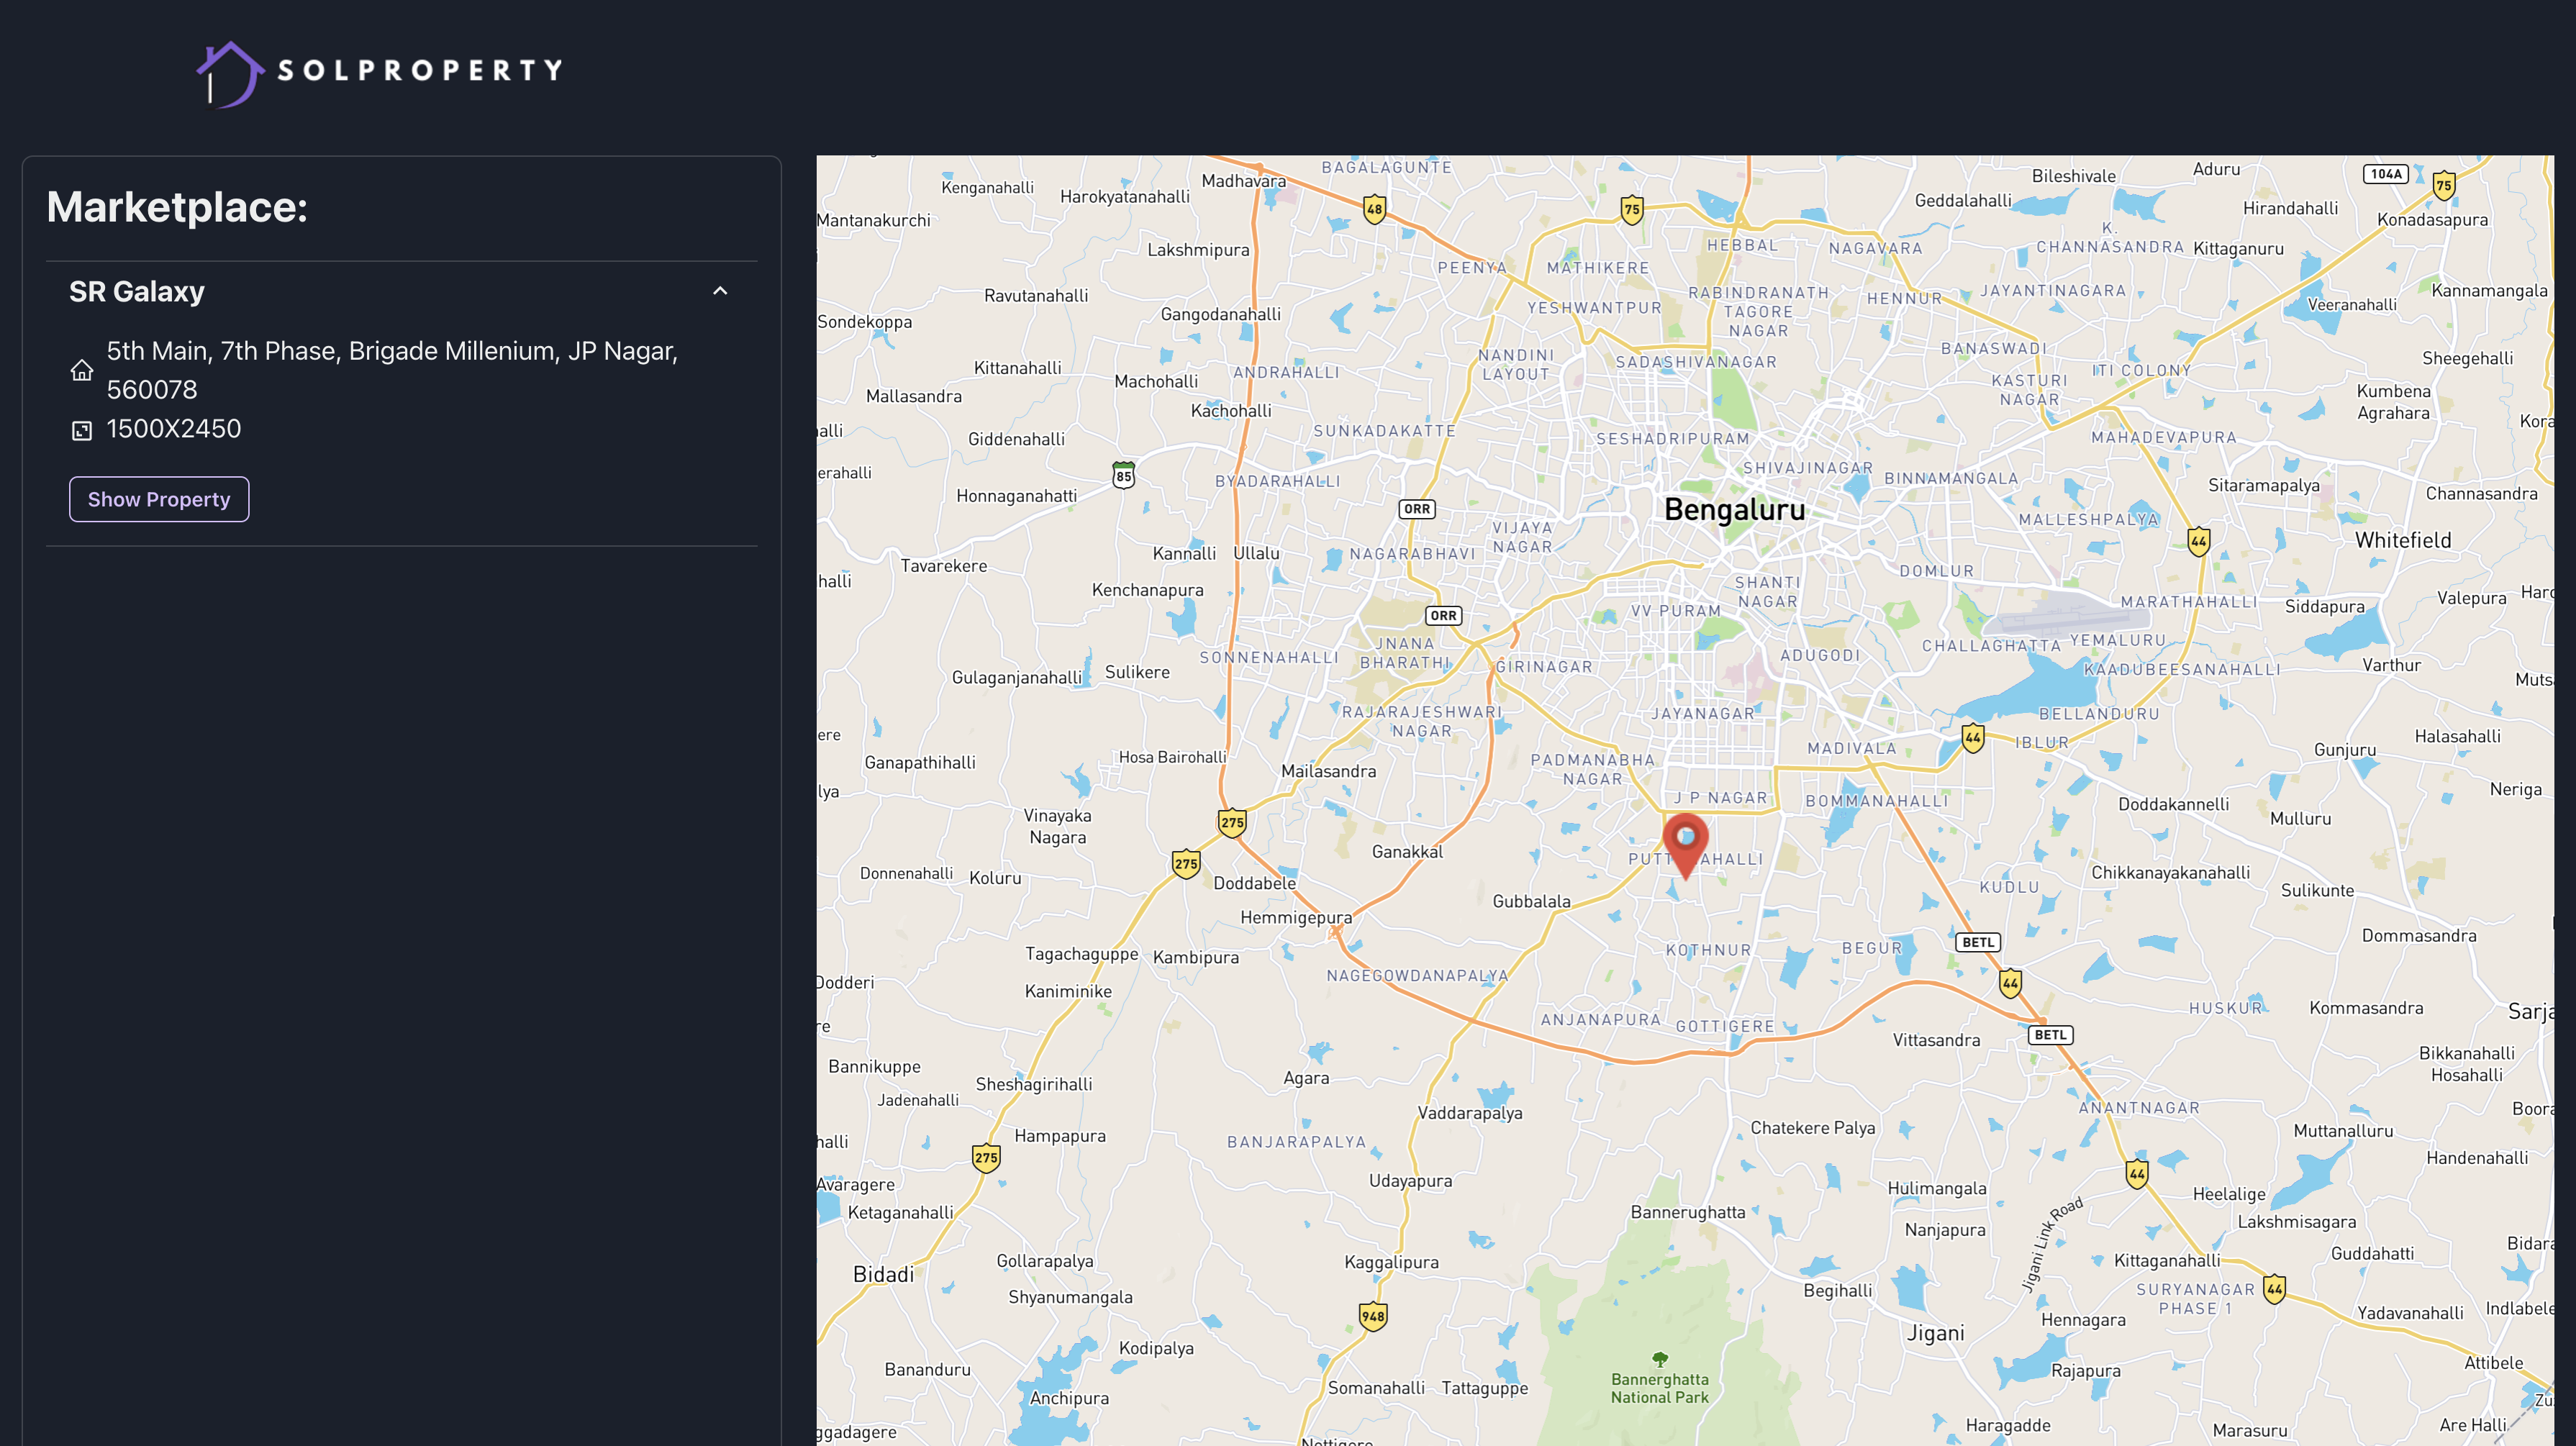 SOLPROPERTY
Marketplace:
SR Galaxy
5th Main, 7th Phase, Brigade Millenium, JP Nagar,
560078
1500X2450
Show Property
BAGALAGUNTE
Kenganahalli
Madhavara
Harokyatanahalli
Mantanakurchi
48
75
Aduru
Bileshivale
104A
75
Geddalahalli
Hirandahalli
Konadasapura
K.
CHANNASANDRA
Kittaganuru
Lakshmipura
HEBBAL
NAGAVARA
PEENYA
MATHIKERE
Ravutanahalli
RABINDRANATH
TAGORE
NAGAR
HENNUR
JAYANTINAGARA
Kannamangala
Veeranahalli
Gangodanahalli
YESHWANTPUR
Sondekoppa
NANDINI
LAYOUT
SADASHIVANAGAR
BANASWADI
Sheegehalli
Kittanahalli
ANDRAHALLI
ITI COLONY
Machohalli
KASTURI
NAGAR
Kumbena
Agrahara
Mallasandra
Kachohalli
alli
Kora
SUNKADAKATTE
Giddenahalli
SESHADRIPURAM
MAHADEVAPURA
erahalli
85
SHIVAJINAGAR
BYADARAHALLI
BINNAMANGALA
Sitaramapalya
Channasandra
Honnaganahatti
ORR
Bengaluru
MALLESHPALYA
VIJAYA
NAGAR
44
Whitefield
Kannalli
Ullalu
NAGARABHAVI
Tavarekere
DOMLUR
halli
Kenchanapura
SHANTI
NAGAR
ORR
VV PURAM
MARATHAHALLI
Siddapura
Valepura
Harc
JNANA
BHARATHI
SONNENAHALLI
GIRINAGAR
ADUGODI
CHALLAGHATTA
YEMALURU
KAADUBEESANAHALLI
Varthur
Gulaganjanahalli
Sulikere
Muts
RAJARAJESHWARI
NAGAR
JAYANAGAR
BELLANDURU
ere
44
IBLUR
Halasahalli
Gunjuru
Ganapathihalli
Hosa Bairohalli
Mailasandra
PADMANABHA
NAGAR
MADIVALA
lya
Neriga
J P NAGAR
BOMMANAHALLI
Doddakannelli
Vinayaka
Nagara
275
Mulluru
Ganakkal
275
Donnenahalli
Koluru
Doddabele
Chikkanayakanahalli
KUDLU
Sulikunte
Gubbalala
Hemmigepura
Tagachaguppe
Kambipura
KOTHNUR
BEGUR
BETL
Dommasandra
NAGEGOWDANAPALYA
Dodderi
Kaniminike
44
HUSKUR
Kommasandra
Sarja
re
ANJANAPURA
GOTTIGERE
BETL
Vittasandra
Bikkanahalli
Hosahalli
Bannikuppe
Sheshagirihalli
Agara
Jadenahalli
Vaddarapalya
ANANTNAGAR
Boora
Hampapura
halli
BANJARAPALYA
Chatekere Palya
Muttanalluru
275
Handenahalli
Avaragere
Udayapura
44
Hulimangala
Heelalige
Ketaganahalli
Bannerughatta
Nanjapura
Jigani Link Road
Lakshmisagara
Gollarapalya
Kaggalipura
Kittaganahalli
Guddahatti
Bidara
Bidadi
Shyanumangala
Begihalli
SURYANAGAR
PHASE 1
44
Yadavanahalli
Indlabele
948
Hennagara
Jigani
Kodipalya
Bananduru
Bannerghatta
National Park
Rajapura
Attibele
Anchipura
Somanahalli
Tattaguppe
Zu
ggadagere
Haragadde
Marasuru
Are Halli